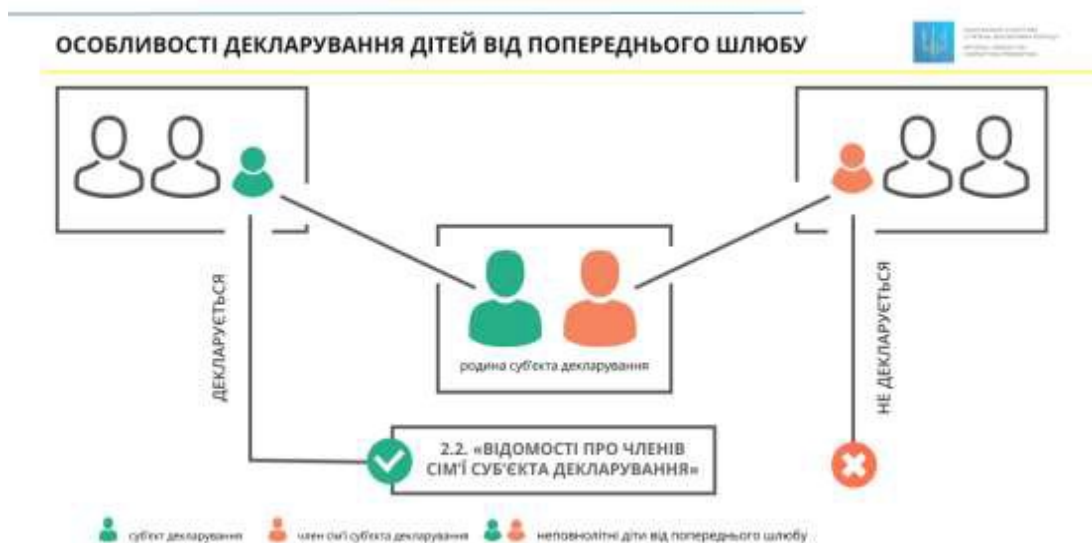 ОСОБЛИВОСТІ ДЕКЛАРУВАННЯ ДІТЕЙ ВІД ПОПЕРЕДНЬОГО ШЛЮБУ
ДЕКЛАРУЄТЬСЯ
родина суб'єкта декларування
НЕ ДЕКЛАРУЄТЬСЯ
2.2. «ВІДОМОСТІ ПРО ЧЛЕНІВ
СІМ'Ї СУБ'ЄКТА ДЕКЛАРУВАННЯ»
суб'єкт декларування член сім'ї суб'єкта декларування неповнолітні діти від попереднього шлюбу